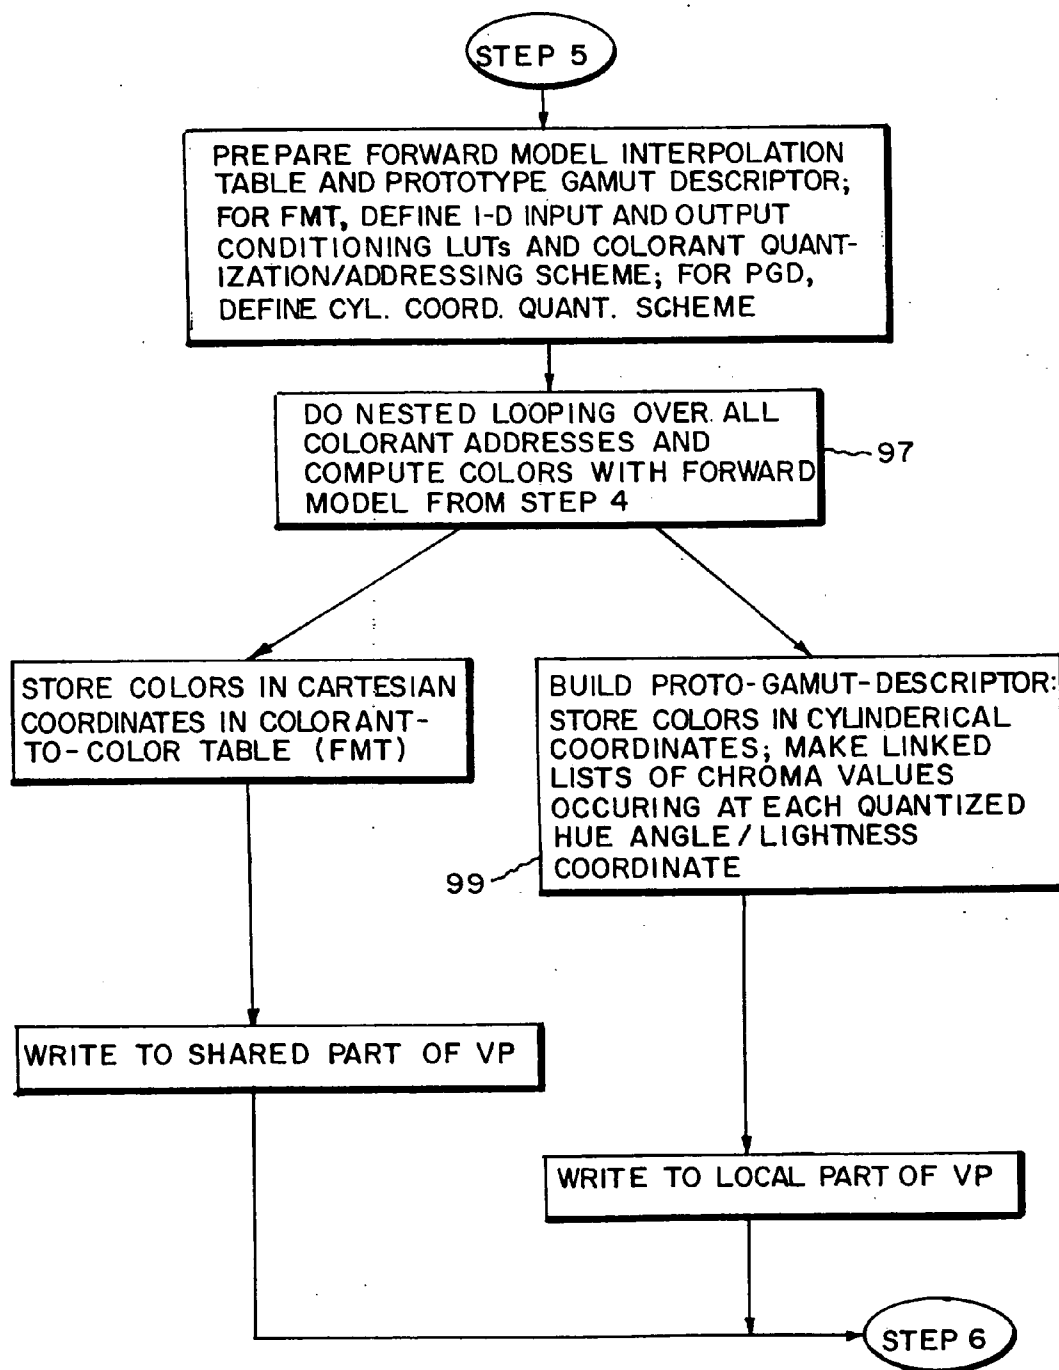 STEP 5
PREPARE FORWARD MODEL INTERPOLATION
TABLE AND PROTOTYPE GAMUT DESCRIPTOR;
FOR FMT, DEFINE I-D INPUT AND OUTPUT
CONDITIONING LUTs AND COLORANT QUANT-
IZATION/ADDRESSING SCHEME; FOR PGD,
DEFINE CYL. COORD. QUANT. SCHEME
DO NESTED LOOPING OVER ALL
COLORANT ADDRESSES AND
COMPUTE COLORS WITH FORWARD
MODEL FROM STEP 4
97
STORE COLORS IN CARTESIAN
COORDINATES IN COLORANT-
TO-COLOR TABLE (FMT)
BUILD PROTO-GAMUT-DESCRIPTOR:
STORE COLORS IN CYLINDERICAL
COORDINATES; MAKE LINKED
LISTS OF CHROMA VALUES
OCCURING AT EACH QUANTIZED
HUE ANGLE/LIGHTNESS
COORDINATE
99
WRITE TO SHARED PART OF VP
WRITE TO LOCAL PART OF VP
STEP 6